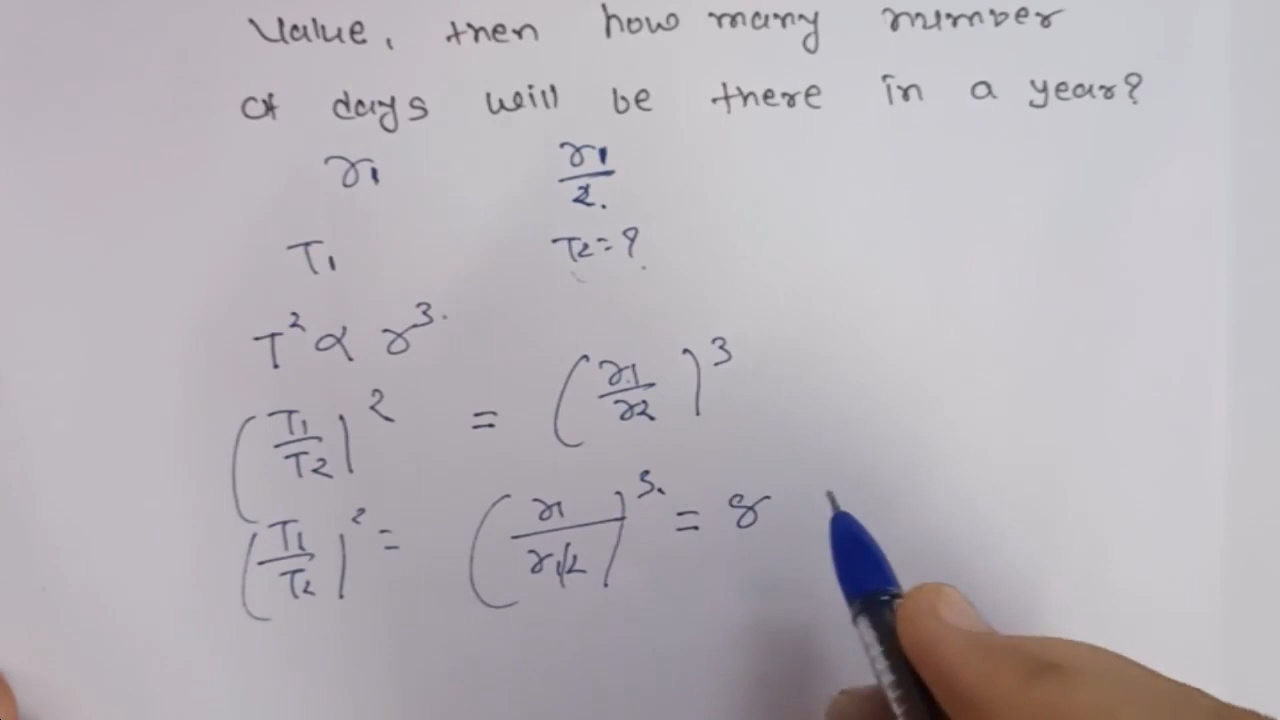 Value, then how many number
of days will be there in a year?
r1 r1/2.
T1 T2=?
T² ∝ r³.
(T1/T2)² = (r1/r2)³
(T1/T2)² = (r1/r1/2)³. = 8